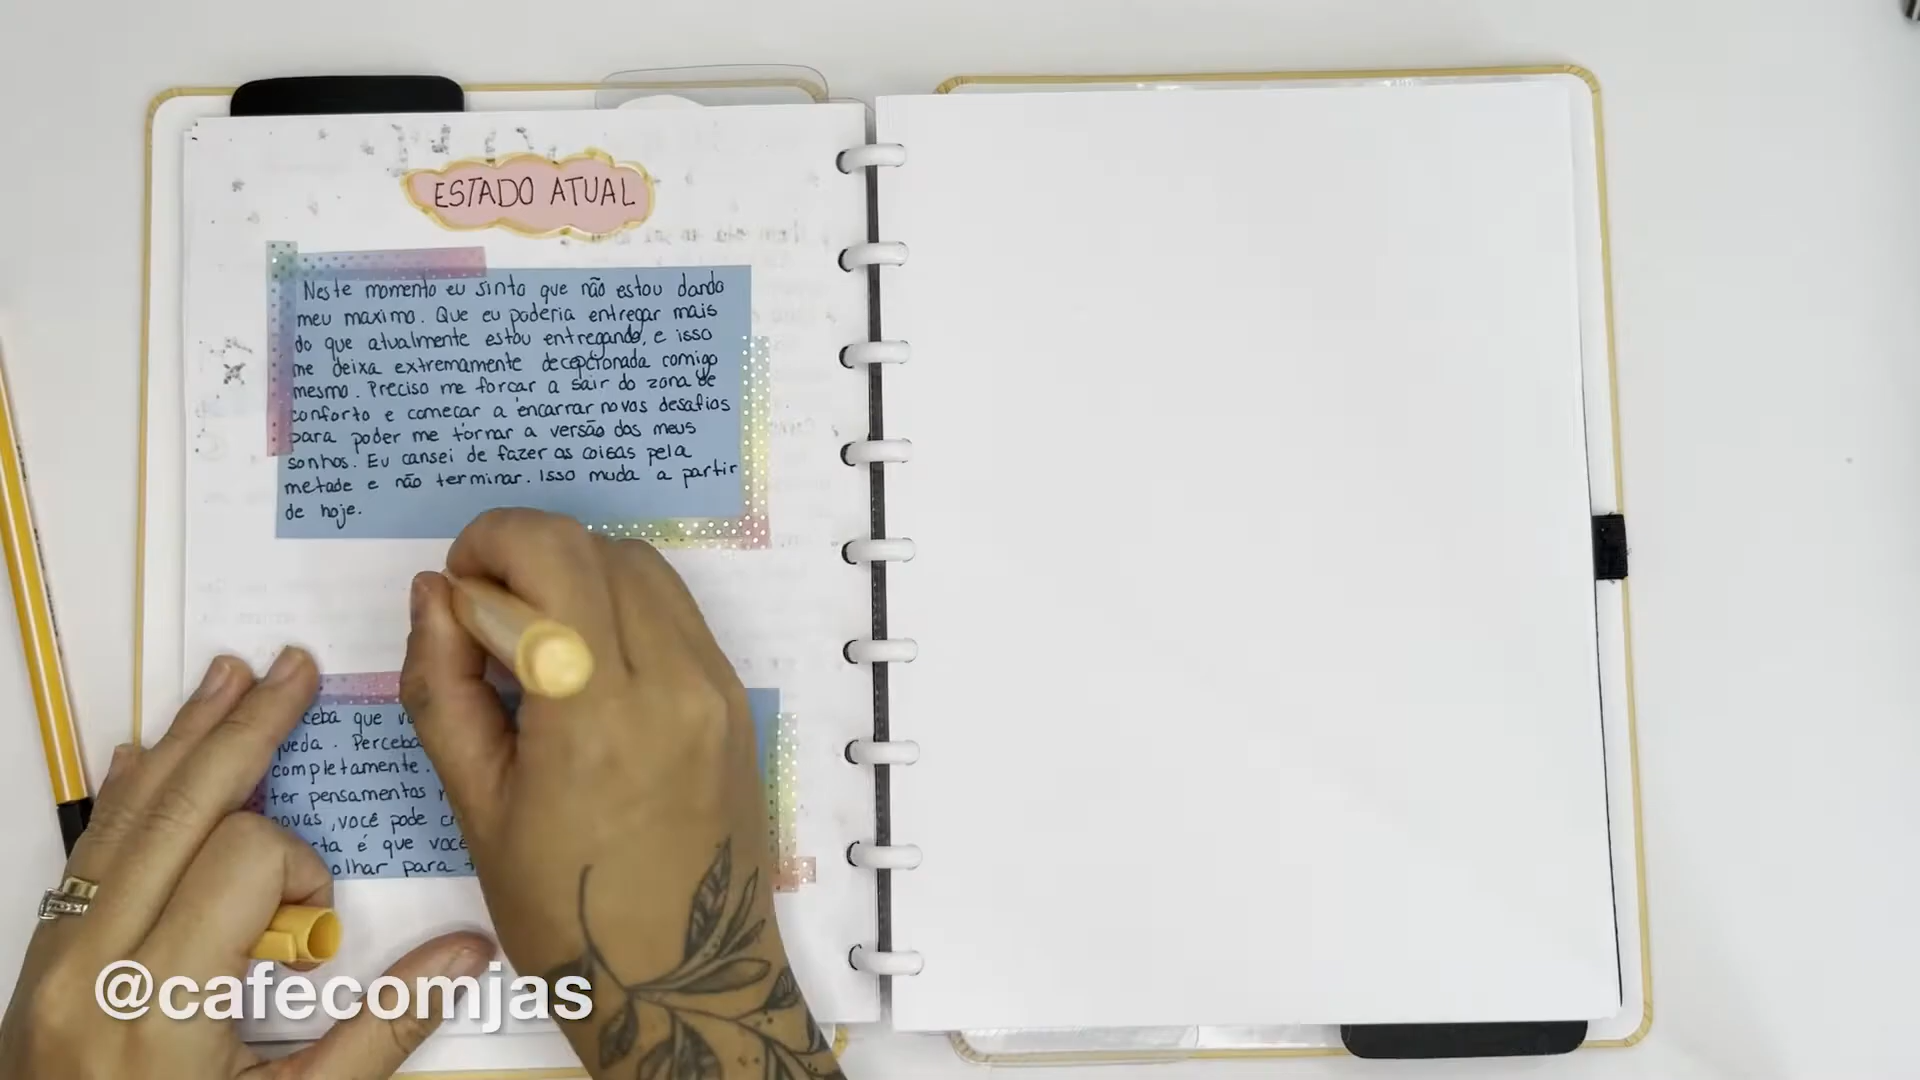 ESTADO ATUAL
Neste momento eu sinto que não estou dando
meu maximo. Que eu poderia entregar mais
do que atualmente estou entregando, e isso
me deixa extremamente decepcionada comigo
mesmo. Preciso me forçar a sair do zona de
conforto e começar a encarrar novos desafios
para poder me tornar a versão dos meus
sonhos. Eu cansei de fazer as coisas pela
metade e não terminar. Isso muda a partir
de hoje.
ceba que
ueda. Perceba
completamente.
ter pensamentos
novas, você pode
é que você
olhar para
@cafecomjas